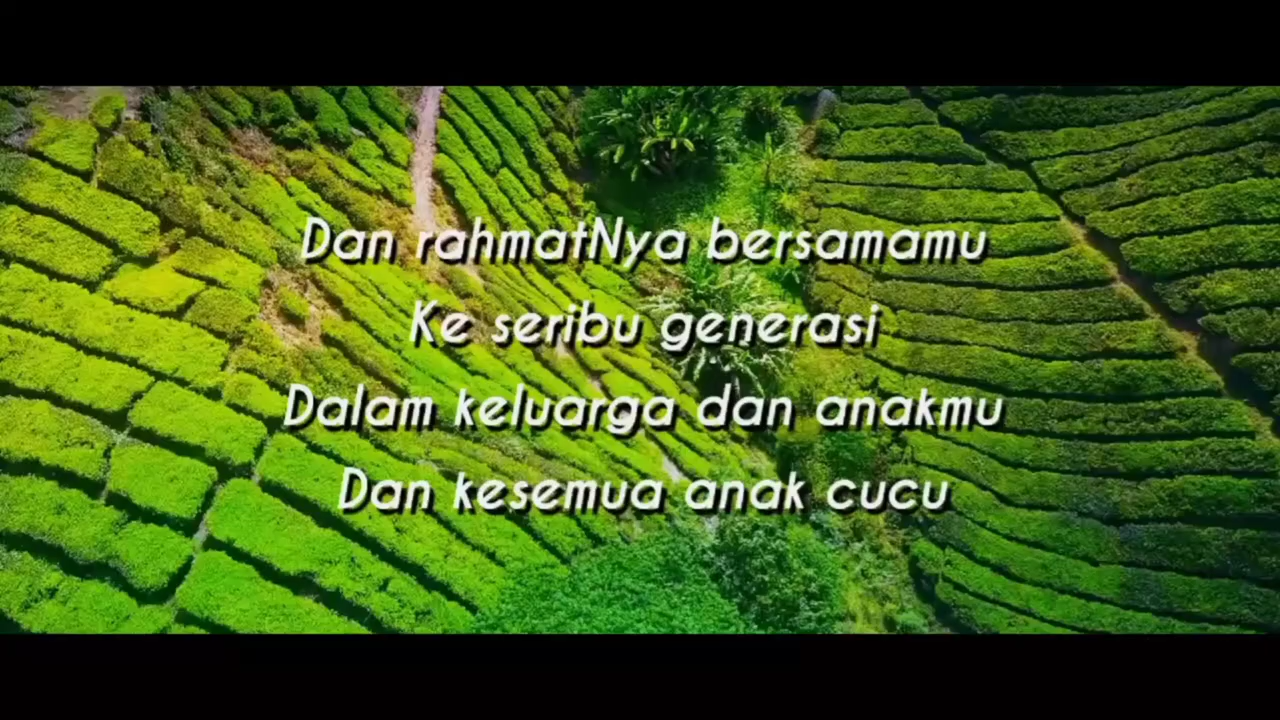 Dan rahmatNya bersamamu
Ke seribu generasi
Dalam keluarga dan anakmu
Dan kesemua anak cucu